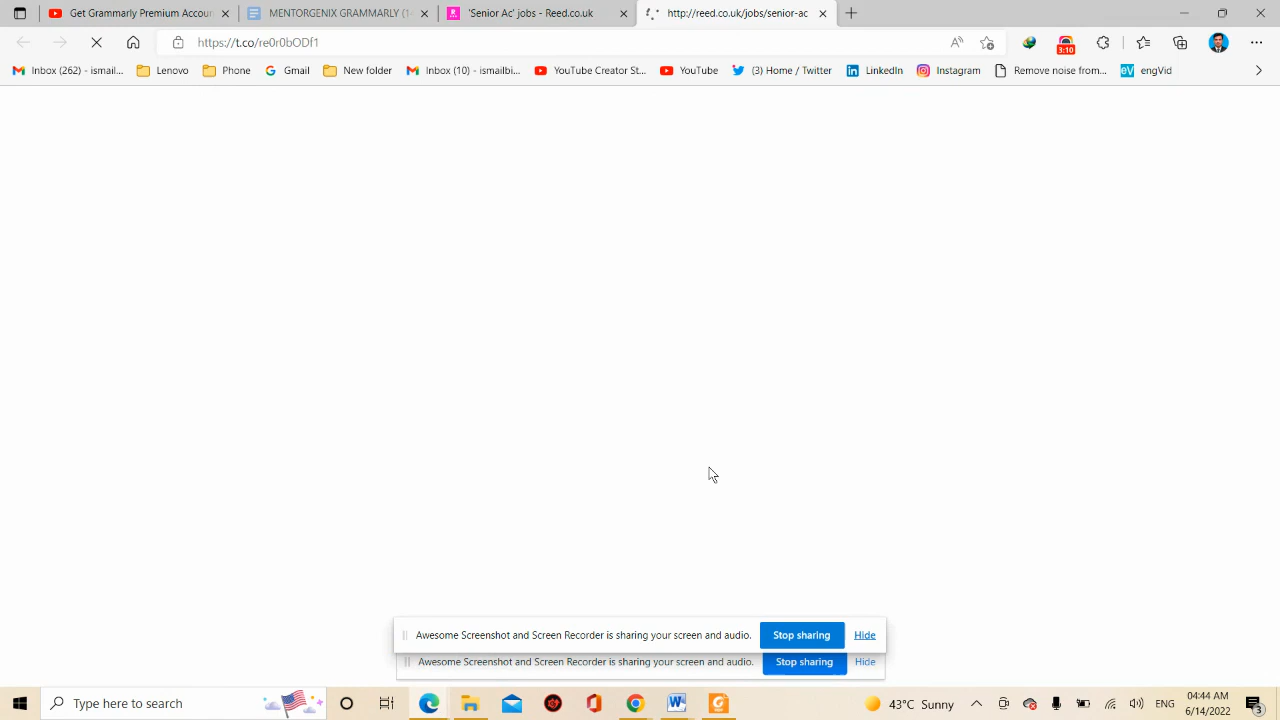 Get Grammarly Premium Accoun
MENTORGENIX GRAMMARLY (1-
'Senior Ac' jobs - Reed.co.uk
http://reed.co.uk/jobs/senior-ac
https://t.co/re0r0bODf1
3:10
Inbox (262) - ismail...
Lenovo
Phone
Gmail
New folder
Inbox (10) - ismailbi...
YouTube Creator St...
YouTube
(3) Home / Twitter
LinkedIn
Instagram
Remove noise from...
eV engVid
Awesome Screenshot and Screen Recorder is sharing your screen and audio.
Stop sharing
Hide
Awesome Screenshot and Screen Recorder is sharing your screen and audio.
Stop sharing
Hide
Type here to search
43°C Sunny
ENG
04:44 AM
6/14/2022
3